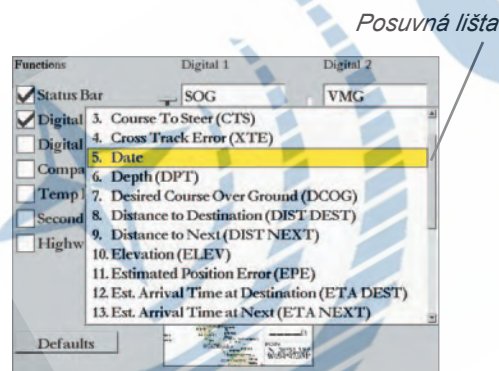 Posuvná lišta
Functions Digital 1 Digital 2
Status Bar SOG VMG
Digital 3. Course To Steer (CTS)
Digital 4. Cross Track Error (XTE)
5. Date
Compa 6. Depth (DPT)
Temp 7. Desired Course Over Ground (DCOG)
Second 8. Distance to Destination (DIST DEST)
Highw 9. Distance to Next (DIST NEXT)
10. Elevation (ELEV)
11. Estimated Position Error (EPE)
12. Est. Arrival Time at Destination (ETA DEST)
13. Est. Arrival Time at Next (ETA NEXT)
Defaults